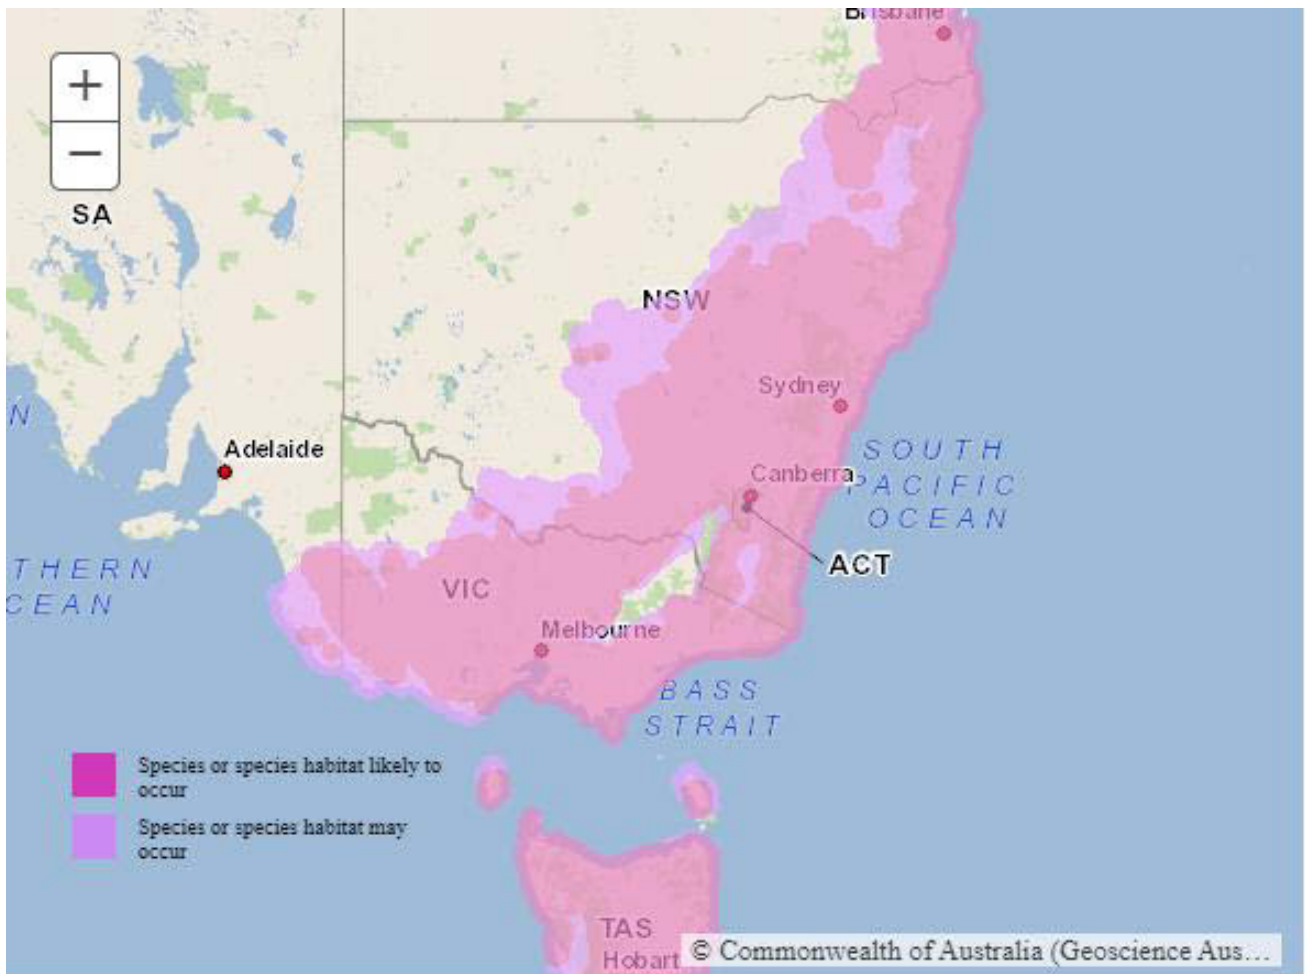 Brisbane
+
−
SA
NSW
Sydney
Adelaide
SOUTH
PACIFIC
OCEAN
Canberra
N
THERN
CEAN
ACT
VIC
Melbourne
BASS
STRAIT
Species or species habitat likely to
occur
Species or species habitat may
occur
TAS
Hobart
© Commonwealth of Australia (Geoscience Aus…